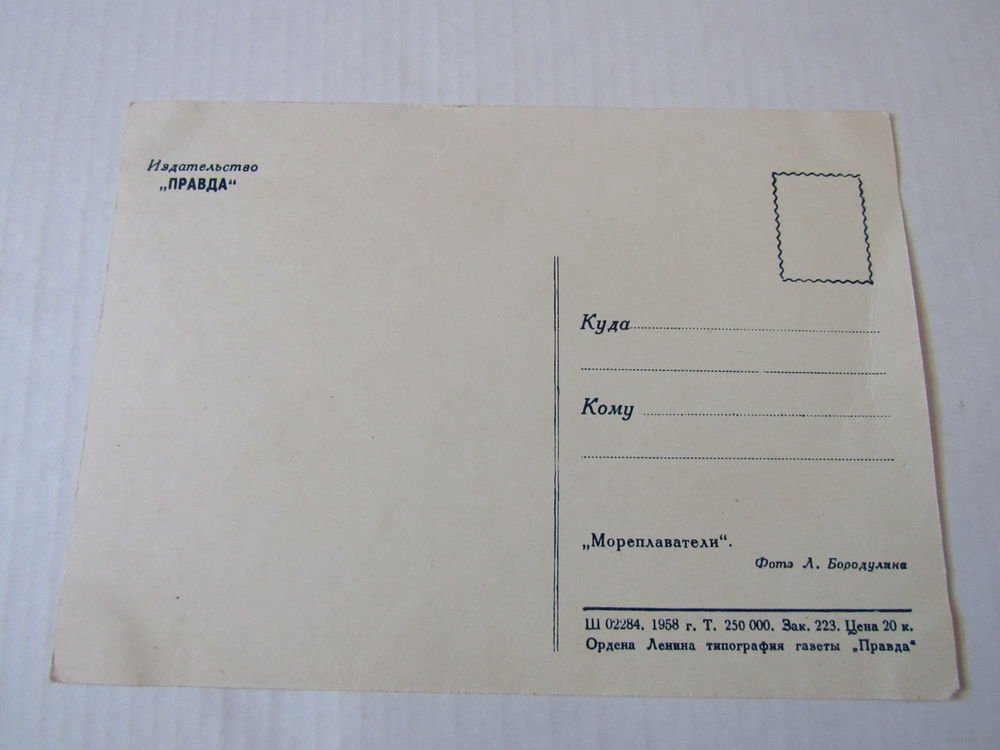 Издательство
„ПРАВДА“
Куда
Кому
„Мореплаватели“.
Фото Л. Бородулина
Ш 02284. 1958 г. Т. 250 000. Зак. 223. Цена 20 к.
Ордена Ленина типография газеты „Правда“